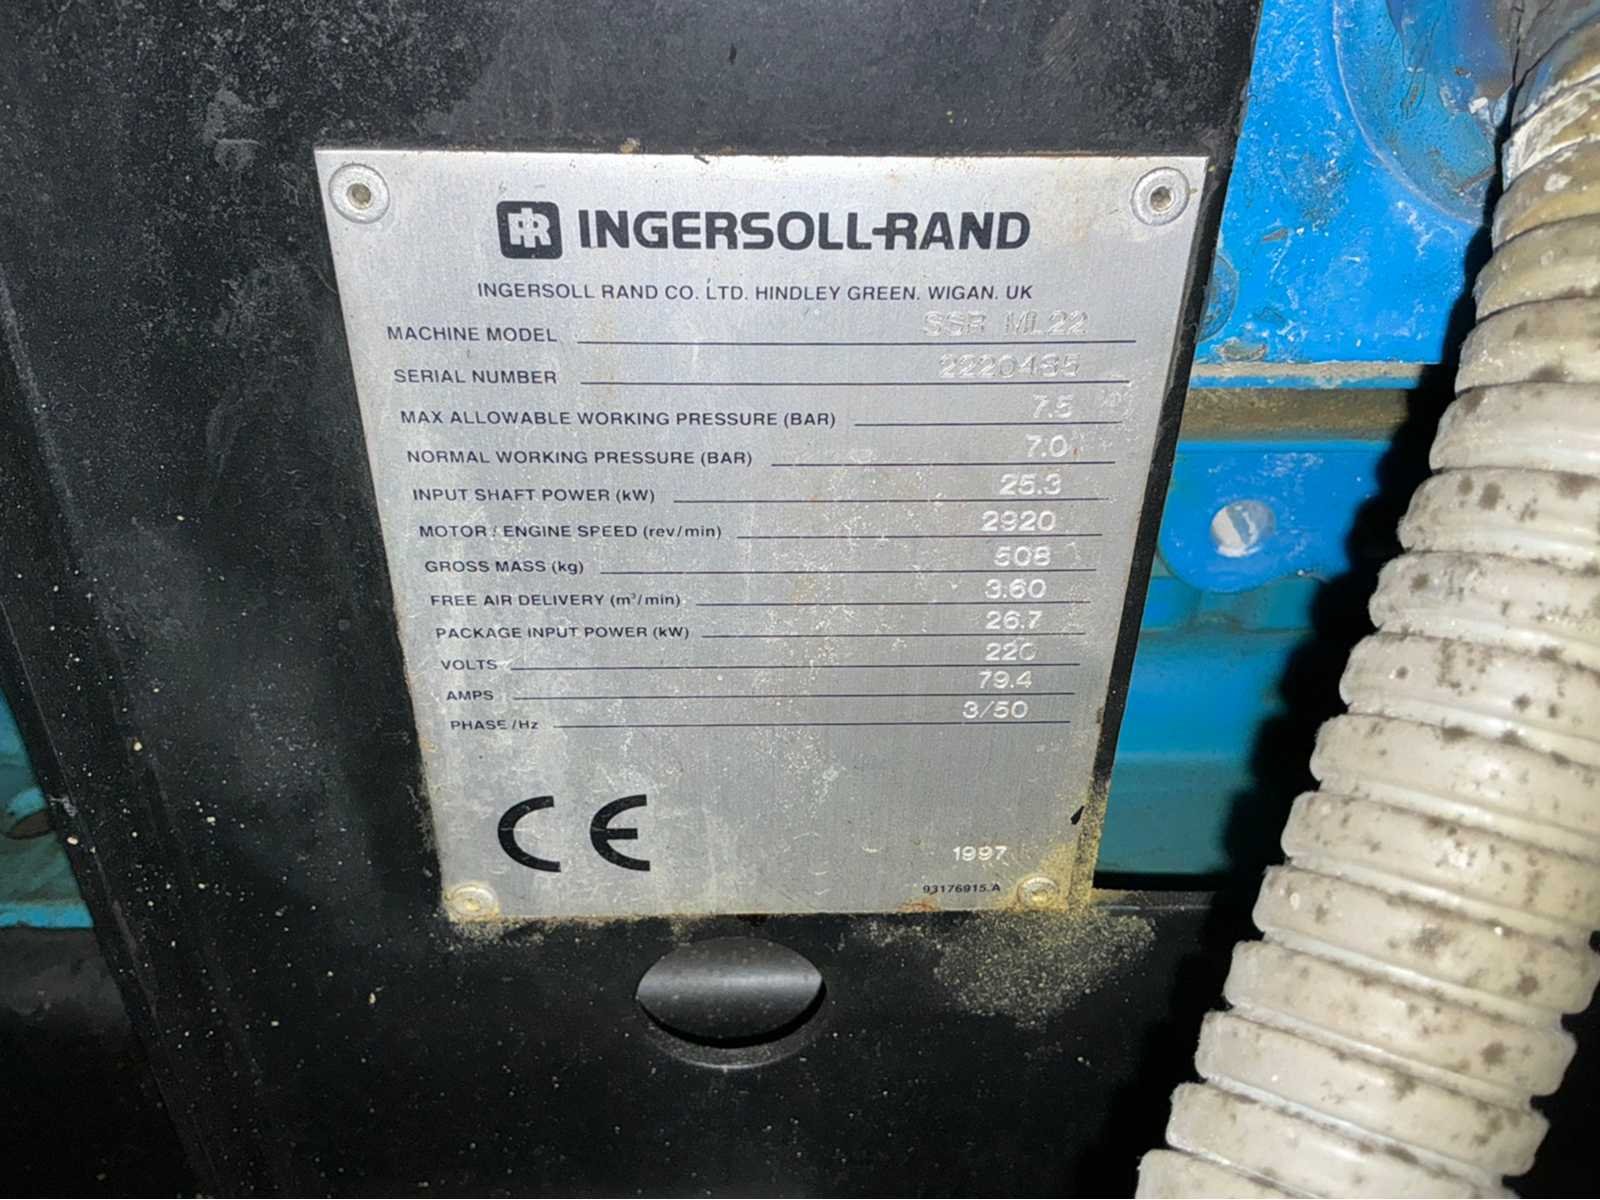 IR INGERSOLL-RAND
INGERSOLL RAND CO. LTD. HINDLEY GREEN. WIGAN. UK
MACHINE MODEL SSR ML22
SERIAL NUMBER 2220485
MAX ALLOWABLE WORKING PRESSURE (BAR) 7.5
NORMAL WORKING PRESSURE (BAR) 7.0
INPUT SHAFT POWER (kW) 25.3
MOTOR / ENGINE SPEED (rev/min) 2920
GROSS MASS (kg) 508
FREE AIR DELIVERY (m³/min) 3.60
PACKAGE INPUT POWER (kW) 26.7
VOLTS 220
AMPS 79.4
PHASE/Hz 3/50
CE
1997
93176915.A